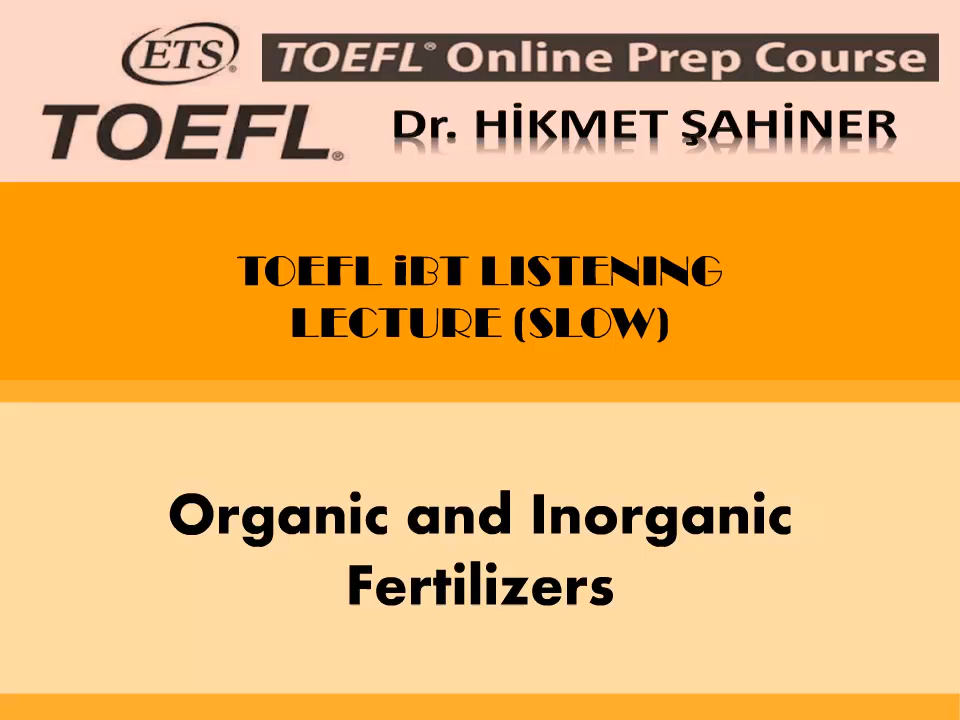 ETS®
TOEFL® Online Prep Course
TOEFL®
Dr. HİKMET ŞAHİNER
TOEFL iBT LISTENING
LECTURE (SLOW)
Organic and Inorganic
Fertilizers